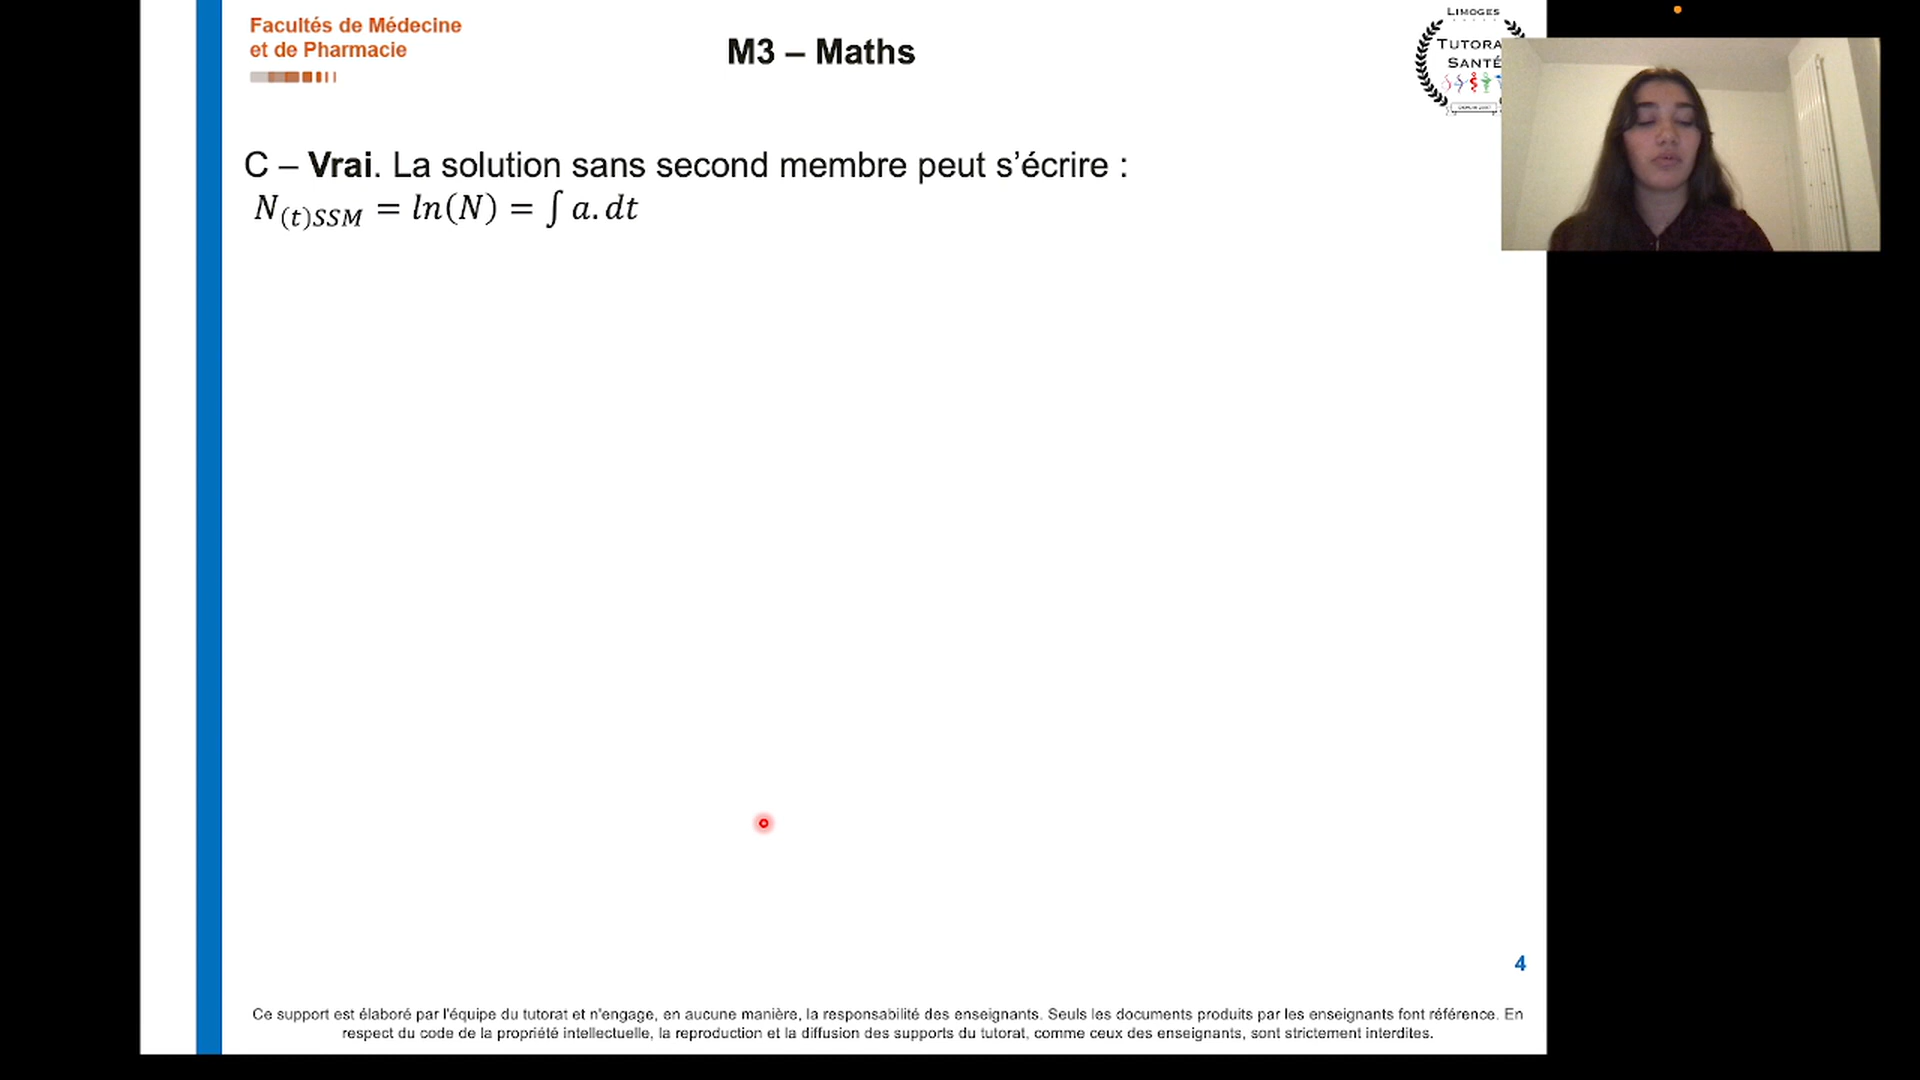 Facultés de Médecine
et de Pharmacie
M3 – Maths
LIMOGES
TUTORA
SANTÉ
C – Vrai. La solution sans second membre peut s’écrire :
N(t)SSM = ln(N) = ∫ a. dt
4
Ce support est élaboré par l'équipe du tutorat et n'engage, en aucune manière, la responsabilité des enseignants. Seuls les documents produits par les enseignants font référence. En
respect du code de la propriété intellectuelle, la reproduction et la diffusion des supports du tutorat, comme ceux des enseignants, sont strictement interdites.